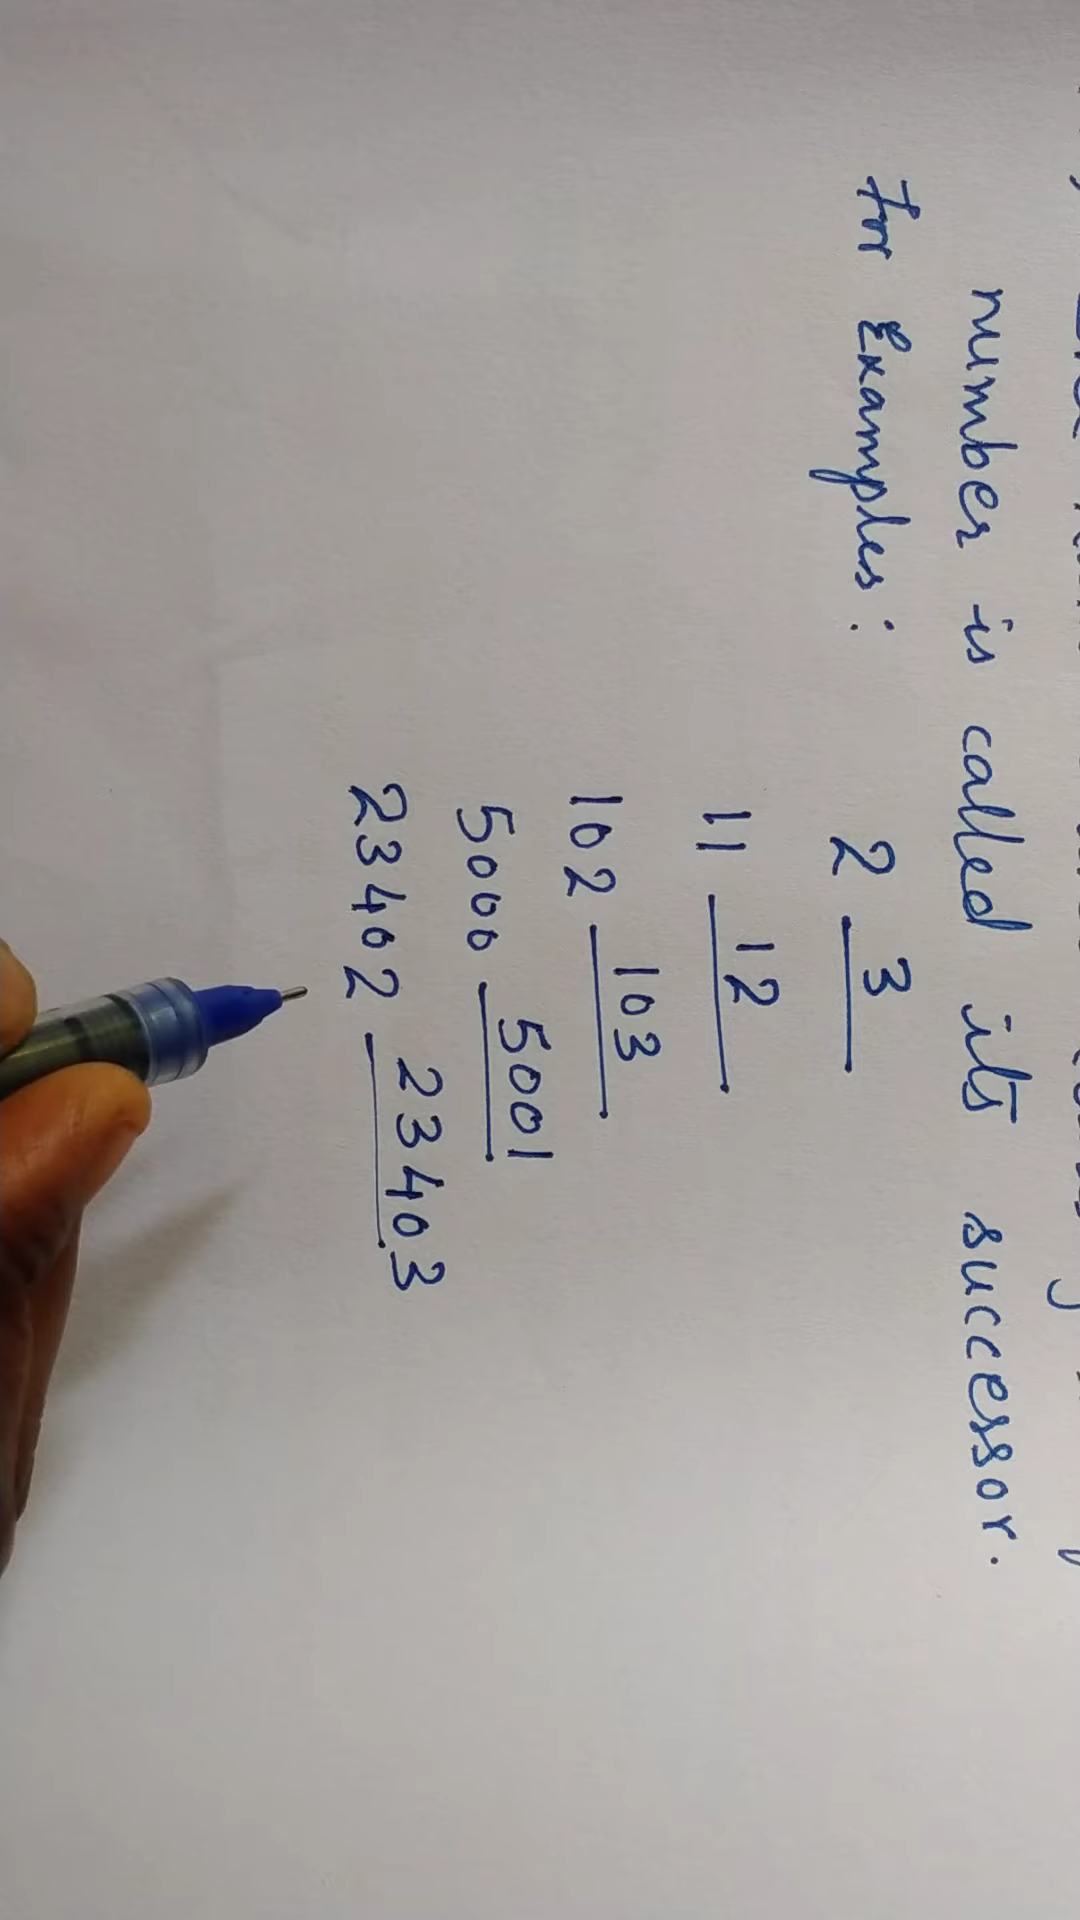 number is called its successor.
For Examples:
2 3
11 12
102 103
5000 5001
23402 23403